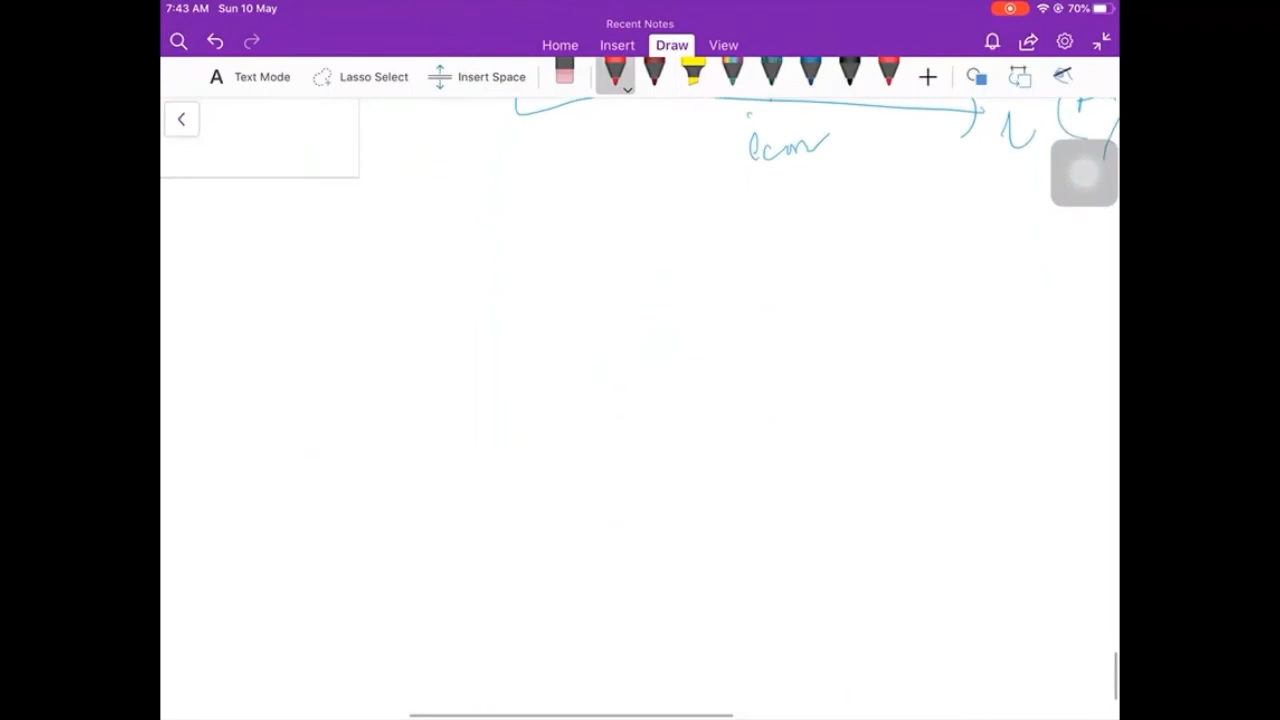 7:43 AM Sun 10 May 70%
Recent Notes
Home Insert Draw View
A Text Mode Lasso Select Insert Space
econ